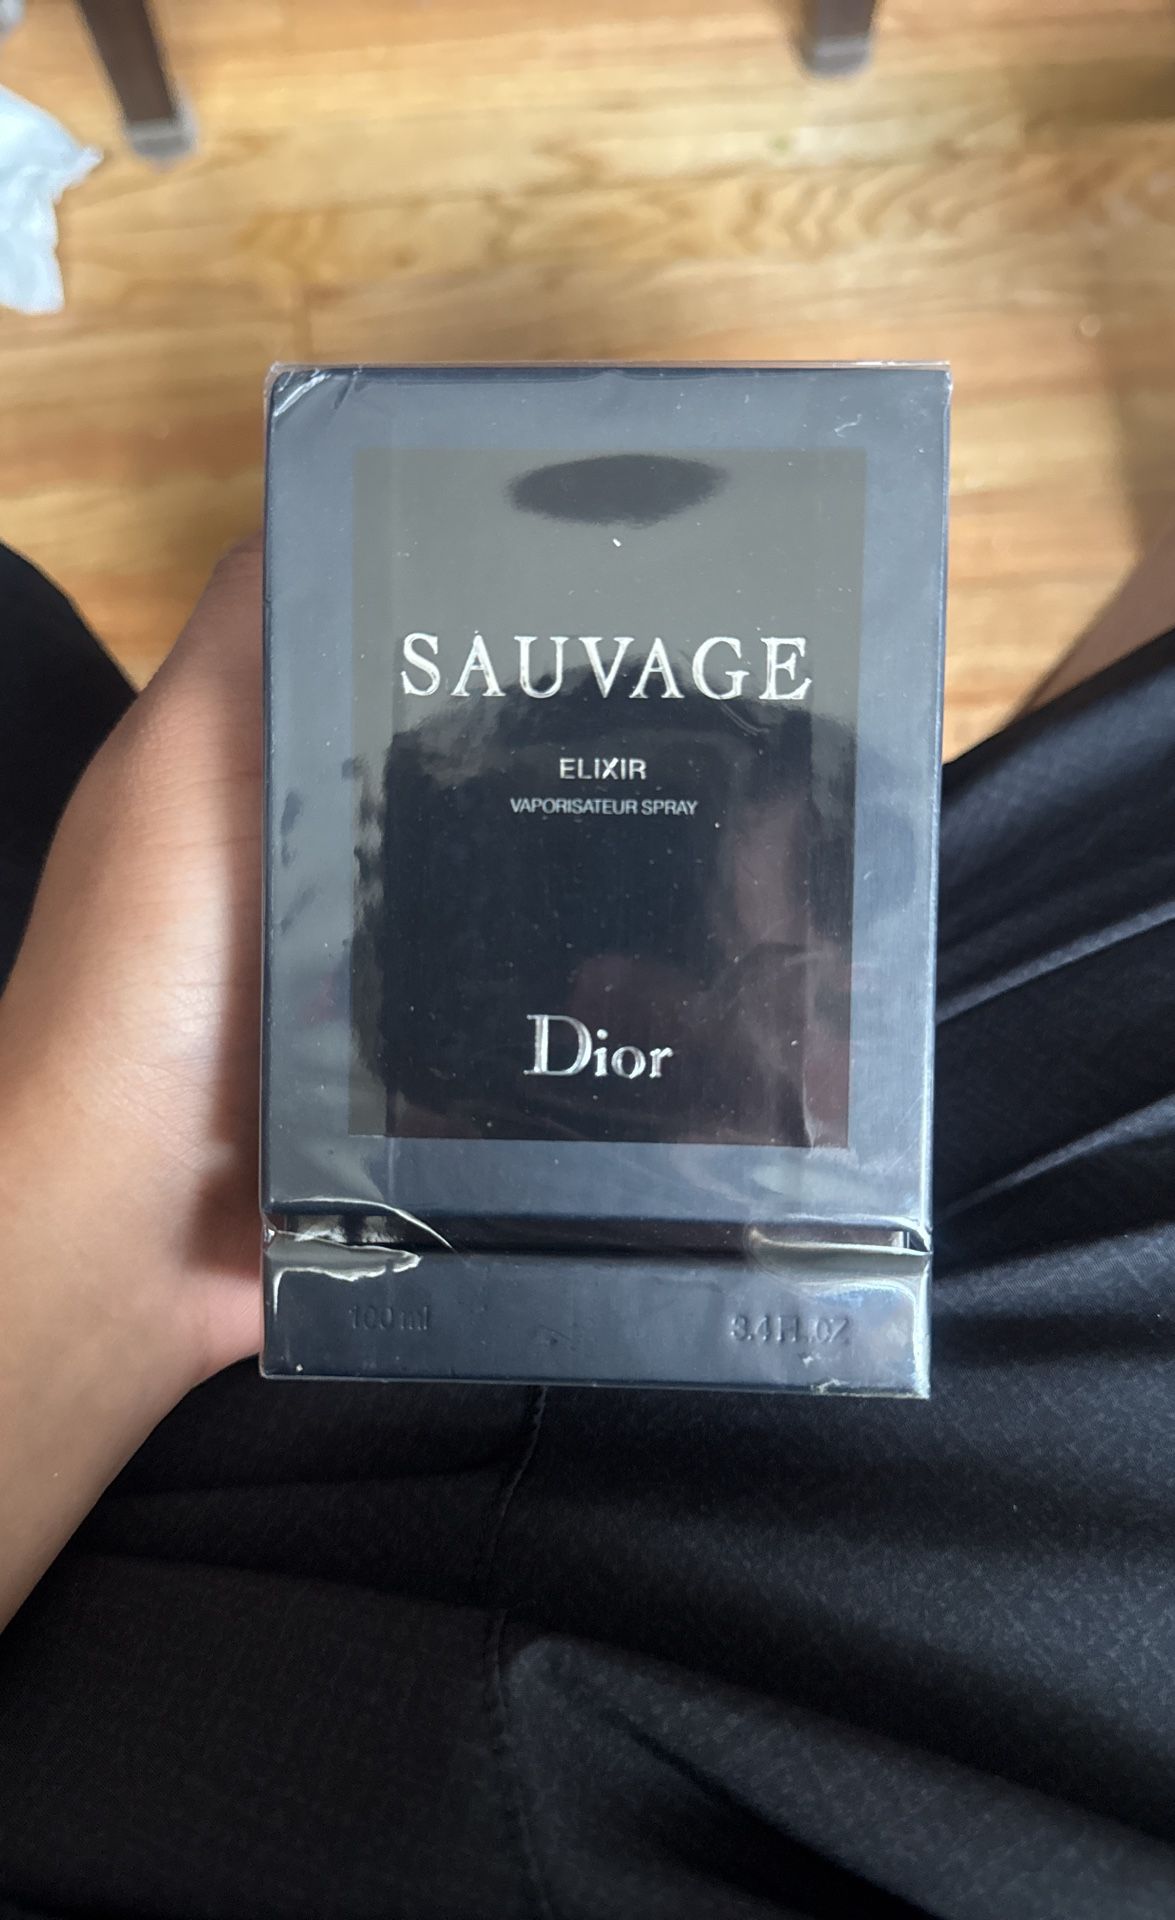 SAUVAGE
ELIXIR
VAPORISATEUR SPRAY
Dior
100 ml 3.4 FL.OZ